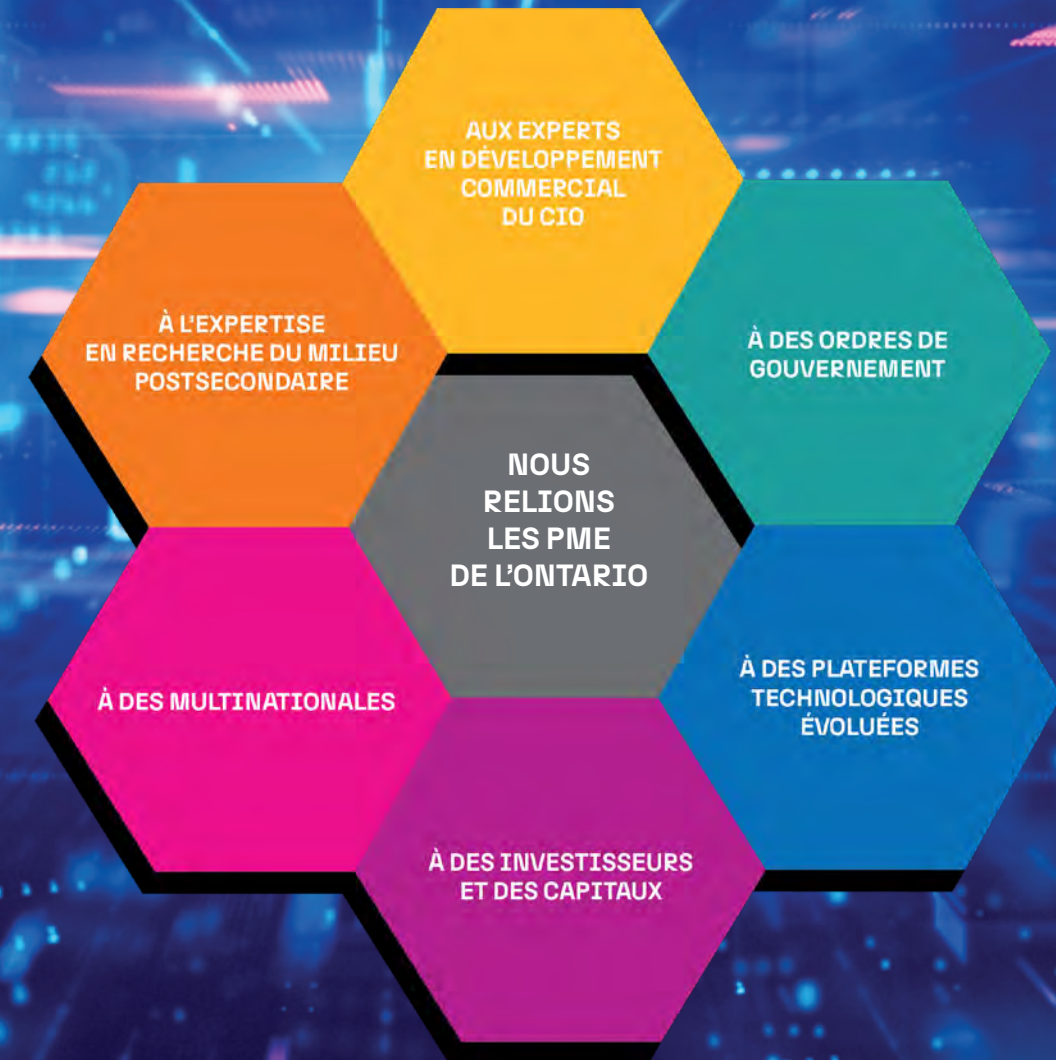 AUX EXPERTS
EN DÉVELOPPEMENT
COMMERCIAL
DU CIO
À L'EXPERTISE
EN RECHERCHE DU MILIEU
POSTSECONDAIRE
À DES ORDRES DE
GOUVERNEMENT
NOUS
RELIONS
LES PME
DE L’ONTARIO
À DES MULTINATIONALES
À DES PLATEFORMES
TECHNOLOGIQUES
ÉVOLUÉES
À DES INVESTISSEURS
ET DES CAPITAUX